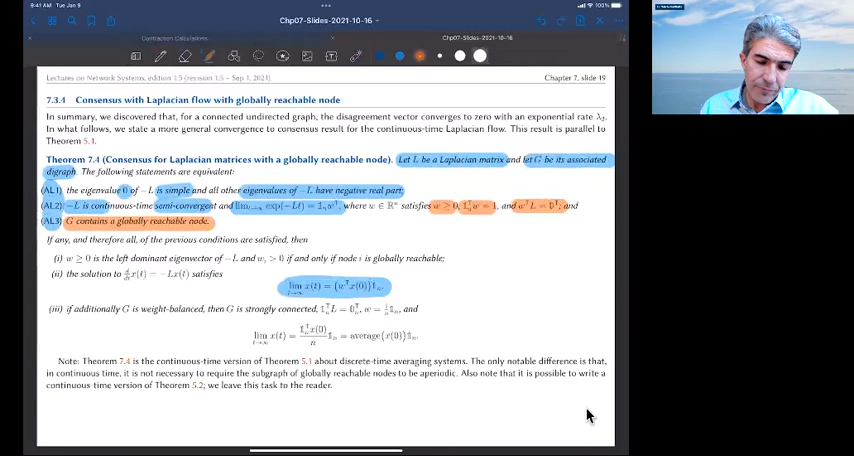 9:41 AM Tue Jan 9
100%
Chp07-Slides-2021-10-16
Contraction Calculations
Chp07-Slides-2021-10-16
Lectures on Network Systems, edition 1.5 (revision 1.5 – Sep 1, 2021)
Chapter 7, slide 19
7.3.4 Consensus with Laplacian flow with globally reachable node
In summary, we discovered that, for a connected undirected graph, the disagreement vector converges to zero with an exponential rate λ₂.
In what follows, we state a more general convergence to consensus result for the continuous-time Laplacian flow. This result is parallel to
Theorem 5.1.
Theorem 7.4 (Consensus for Laplacian matrices with a globally reachable node). Let L be a Laplacian matrix and let G be its associated
digraph. The following statements are equivalent:
(AL1) the eigenvalue 0 of −L is simple and all other eigenvalues of −L have negative real part;
(AL2) −L is continuous-time semi-convergent and lim t→∞ exp(−Lt) = 𝟙ₙwᵀ, where w ∈ ℝⁿ satisfies w ≥ 0, 𝟙ₙᵀw = 1, and wᵀL = 𝟘ₙᵀ; and
(AL3) G contains a globally reachable node.
If any, and therefore all, of the previous conditions are satisfied, then
(i) w ≥ 0 is the left dominant eigenvector of −L and wᵢ > 0 if and only if node i is globally reachable;
(ii) the solution to d/dt x(t) = −Lx(t) satisfies
lim t→∞ x(t) = (wᵀx(0))𝟙ₙ.
(iii) if additionally G is weight-balanced, then G is strongly connected, 𝟙ₙᵀL = 𝟘ₙᵀ, w = 1/n 𝟙ₙ, and
lim t→∞ x(t) = 𝟙ₙᵀx(0)/n 𝟙ₙ = average(x(0))𝟙ₙ.
Note: Theorem 7.4 is the continuous-time version of Theorem 5.1 about discrete-time averaging systems. The only notable difference is that,
in continuous time, it is not necessary to require the subgraph of globally reachable nodes to be aperiodic. Also note that it is possible to write a
continuous-time version of Theorem 5.2; we leave this task to the reader.